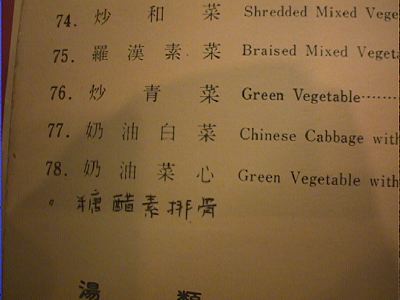 74. 炒和菜 Shredded Mixed Vege
75. 羅漢素菜 Braised Mixed Vegeta
76. 炒青菜 Green Vegetable........
77. 奶油白菜 Chinese Cabbage with
78. 奶油菜心 Green Vegetable with
。糖醋素排骨
湯類